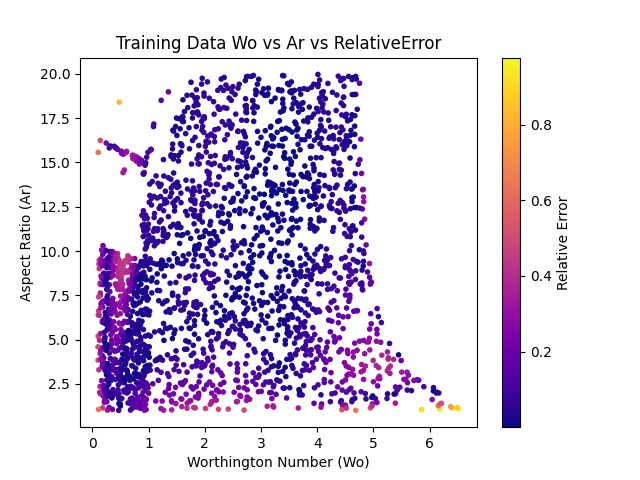 Training Data Wo vs Ar vs RelativeError
20.0
17.5
15.0
12.5
10.0
7.5
5.0
2.5
Aspect Ratio (Ar)
0 1 2 3 4 5 6
Worthington Number (Wo)
0.8
0.6
0.4
0.2
Relative Error